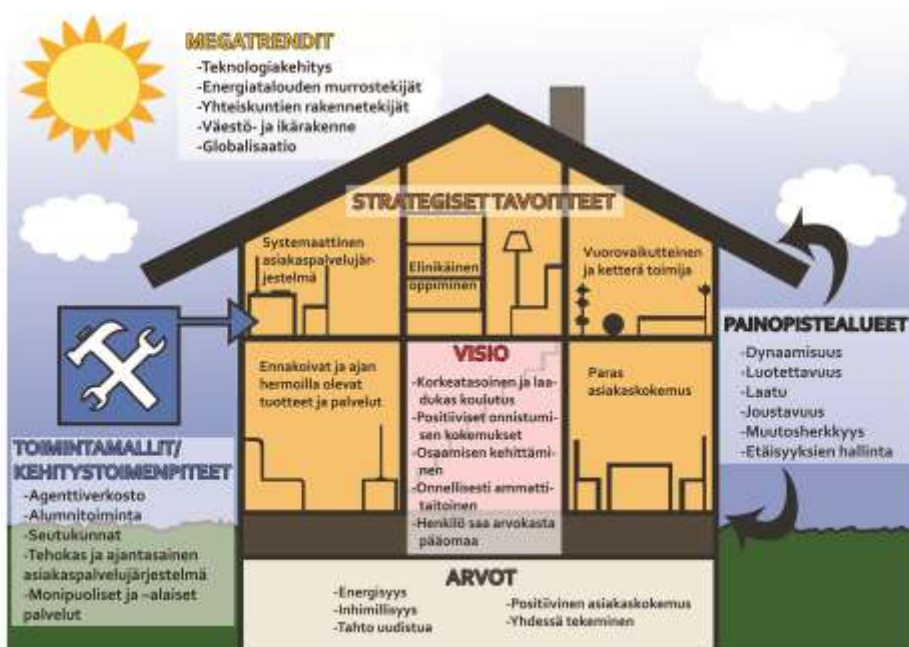 MEGATRENDIT
-Teknologiakehitys
-Energiatalouden murrostekijät
-Yhteiskuntien rakennetekijät
-Väestö- ja ikärakenne
-Globalisaatio
STRATEGISET TAVOITTEET
Systemaattinen
asiakaspalvelujär-
jestelmä
Elinikäinen
oppiminen
Vuorovaikutteinen
ja ketterä toimija
Ennakoivat ja ajan
hermoilla olevat
tuotteet ja palvelut
VISIO
-Korkeatasoinen ja laa-
dukas koulutus
-Positiiviset onnistumi-
sen kokemukset
-Osaamisen kehittämi-
nen
-Onnellisesti ammatti-
taitoinen
-Henkilö saa arvokasta
pääomaa
Paras
asiakaskokemus
PAINOPISTEALUEET
-Dynaamisuus
-Luotettavuus
-Laatu
-Joustavuus
-Muutosherkkyys
-Etäisyyksien hallinta
TOIMINTAMALLIT/
KEHITYSTOIMENPITEET
-Agenttiverkosto
-Alumnitoiminta
-Seutukunnat
-Tehokas ja ajantasainen
asiakaspalvelujärjestelmä
-Monipuoliset ja –alaiset
palvelut
ARVOT
-Energisyys
-Inhimillisyys
-Tahto uudistua
-Positiivinen asiakaskokemus
-Yhdessä tekeminen